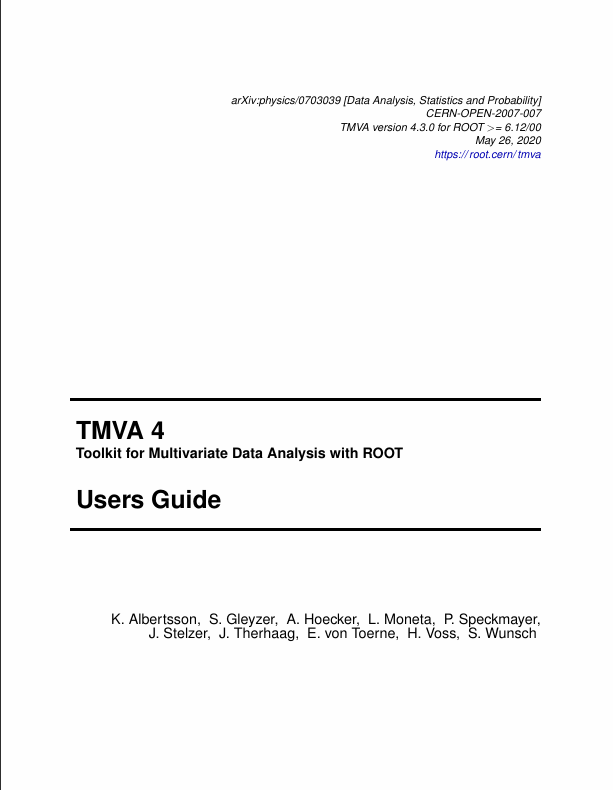 arXiv:physics/0703039 [Data Analysis, Statistics and Probability]
CERN-OPEN-2007-007
TMVA version 4.3.0 for ROOT >= 6.12/00
May 26, 2020
https://root.cern/tmva
TMVA 4
Toolkit for Multivariate Data Analysis with ROOT
Users Guide
K. Albertsson, S. Gleyzer, A. Hoecker, L. Moneta, P. Speckmayer,
J. Stelzer, J. Therhaag, E. von Toerne, H. Voss, S. Wunsch